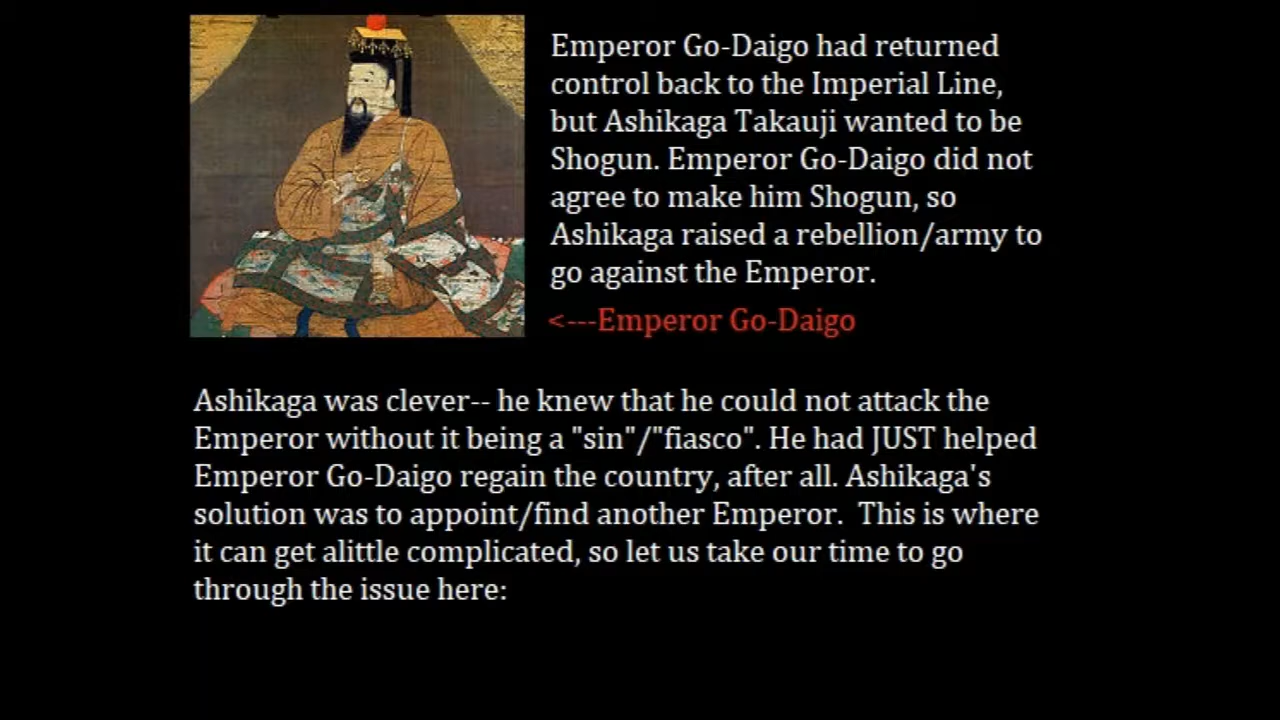 Emperor Go-Daigo had returned
control back to the Imperial Line,
but Ashikaga Takauji wanted to be
Shogun. Emperor Go-Daigo did not
agree to make him Shogun, so
Ashikaga raised a rebellion/army to
go against the Emperor.
<---Emperor Go-Daigo
Ashikaga was clever-- he knew that he could not attack the
Emperor without it being a "sin"/"fiasco". He had JUST helped
Emperor Go-Daigo regain the country, after all. Ashikaga's
solution was to appoint/find another Emperor.  This is where
it can get alittle complicated, so let us take our time to go
through the issue here: